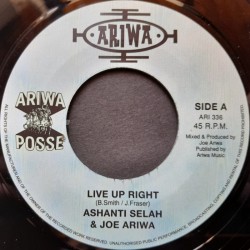 ARIWA
ARIWA
POSSE
SIDE A
ARI 336
45 R.P.M.
Mixed & Produced by
Joe Ariwa
Published by
Ariwa Music
LIVE UP RIGHT
(B.Smith / J.Fraser)
ASHANTI SELAH
& JOE ARIWA